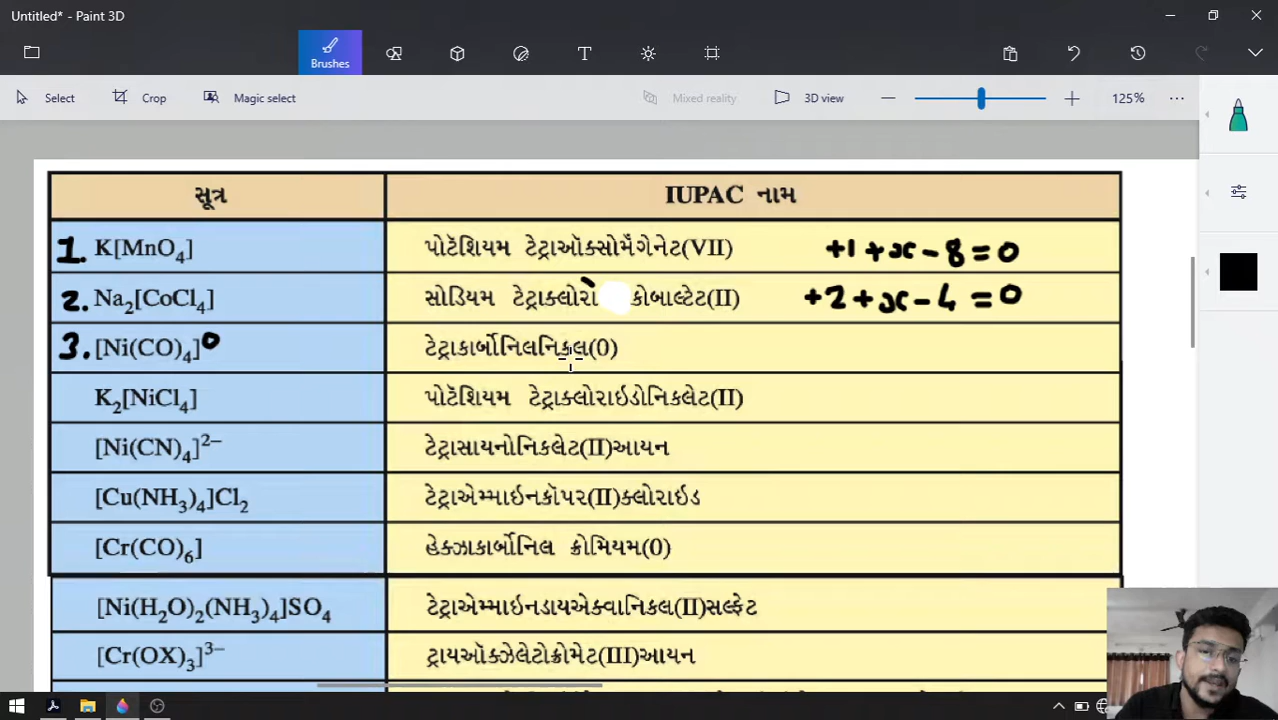 Untitled* - Paint 3D
Brushes
Select Crop Magic select Mixed reality 3D view 125%
સૂત્ર IUPAC નામ
1. K[MnO₄] પોટૅશિયમ ટેટ્રાઑક્સોમૅંગેનેટ(VII) +1 + x - 8 = 0
2. Na₂[CoCl₄] સોડિયમ ટેટ્રાક્લોરો કોબાલ્ટેટ(II) +2 + x - 4 = 0
3. [Ni(CO)₄]⁰ ટેટ્રાકાર્બોનિલનિકલ(0)
K₂[NiCl₄] પોટૅશિયમ ટેટ્રાક્લોરાઇડોનિકલેટ(II)
[Ni(CN)₄]²⁻ ટેટ્રાસાયનોનિકલેટ(II)આયન
[Cu(NH₃)₄]Cl₂ ટેટ્રાએમ્માઇનકૉપર(II)ક્લોરાઇડ
[Cr(CO)₆] હેક્ઝાકાર્બોનિલ ક્રોમિયમ(0)
[Ni(H₂O)₂(NH₃)₄]SO₄ ટેટ્રાએમ્માઇનડાયએક્વાનિકલ(II)સલ્ફેટ
[Cr(OX)₃]³⁻ ટ્રાયઑક્ઝેલેટોક્રોમેટ(III)આયન